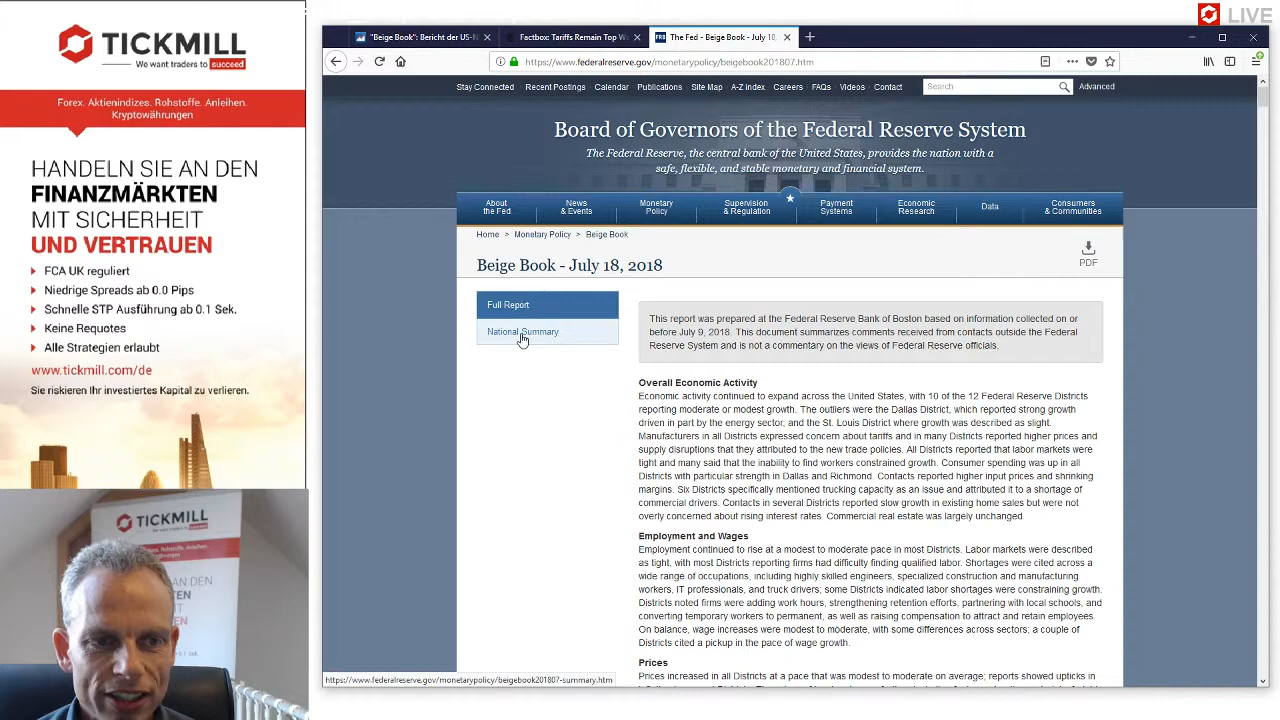 TICKMILL
We want traders to succeed
Forex. Aktienindizes. Rohstoffe. Anleihen.
Kryptowährungen
HANDELN SIE AN DEN
FINANZMÄRKTEN
MIT SICHERHEIT
UND VERTRAUEN
FCA UK reguliert
Niedrige Spreads ab 0.0 Pips
Schnelle STP Ausführung ab 0.1 Sek.
Keine Requotes
Alle Strategien erlaubt
www.tickmill.com/de
Sie riskieren Ihr investiertes Kapital zu verlieren.
TICKMILL
LIVE
"Beige Book": Bericht der US-N
Factbox: Tariffs Remain Top W
The Fed - Beige Book - July 18,
https://www.federalreserve.gov/monetarypolicy/beigebook201807.htm
Stay Connected Recent Postings Calendar Publications Site Map A-Z index Careers FAQs Videos Contact Search Advanced
Board of Governors of the Federal Reserve System
The Federal Reserve, the central bank of the United States, provides the nation with a
safe, flexible, and stable monetary and financial system.
About the Fed
News & Events
Monetary Policy
Supervision & Regulation
Payment Systems
Economic Research
Data
Consumers & Communities
Home > Monetary Policy > Beige Book
PDF
Beige Book - July 18, 2018
Full Report
National Summary
This report was prepared at the Federal Reserve Bank of Boston based on information collected on or
before July 9, 2018. This document summarizes comments received from contacts outside the Federal
Reserve System and is not a commentary on the views of Federal Reserve officials.
Overall Economic Activity
Economic activity continued to expand across the United States, with 10 of the 12 Federal Reserve Districts
reporting moderate or modest growth. The outliers were the Dallas District, which reported strong growth
driven in part by the energy sector, and the St. Louis District where growth was described as slight.
Manufacturers in all Districts expressed concern about tariffs and in many Districts reported higher prices and
supply disruptions that they attributed to the new trade policies. All Districts reported that labor markets were
tight and many said that the inability to find workers constrained growth. Consumer spending was up in all
Districts with particular strength in Dallas and Richmond. Contacts reported higher input prices and shrinking
margins. Six Districts specifically mentioned trucking capacity as an issue and attributed it to a shortage of
commercial drivers. Contacts in several Districts reported slow growth in existing home sales but were not
overly concerned about rising interest rates. Commercial real estate was largely unchanged.
Employment and Wages
Employment continued to rise at a modest to moderate pace in most Districts. Labor markets were described
as tight, with most Districts reporting firms had difficulty finding qualified labor. Shortages were cited across a
wide range of occupations, including highly skilled engineers, specialized construction and manufacturing
workers, IT professionals, and truck drivers; some Districts indicated labor shortages were constraining growth.
Districts noted firms were adding work hours, strengthening retention efforts, partnering with local schools, and
converting temporary workers to permanent, as well as raising compensation to attract and retain employees.
On balance, wage increases were modest to moderate, with some differences across sectors; a couple of
Districts cited a pickup in the pace of wage growth.
Prices
Prices increased in all Districts at a pace that was modest to moderate on average; reports showed upticks in
https://www.federalreserve.gov/monetarypolicy/beigebook201807-summary.htm